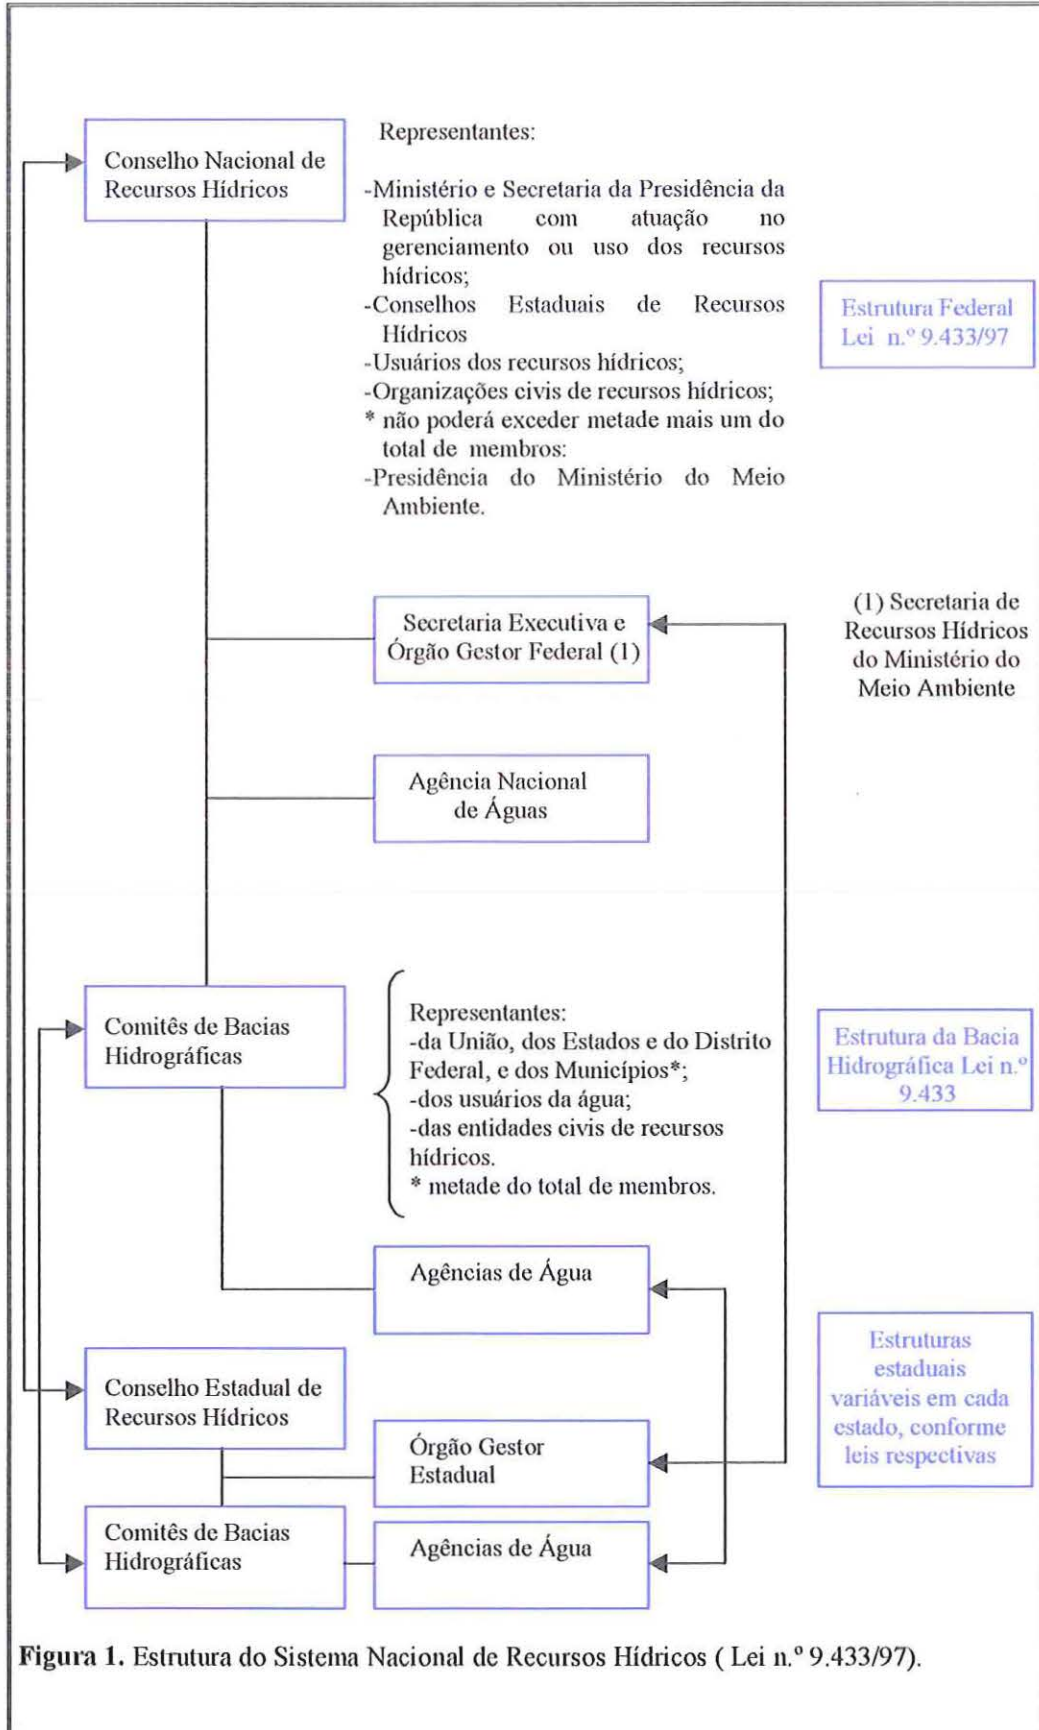 Conselho Nacional de
Recursos Hídricos
Representantes:
-Ministério e Secretaria da Presidência da
República com atuação no
gerenciamento ou uso dos recursos
hídricos;
-Conselhos Estaduais de Recursos
Hídricos
-Usuários dos recursos hídricos;
-Organizações civis de recursos hídricos;
* não poderá exceder metade mais um do
total de membros:
-Presidência do Ministério do Meio
Ambiente.
Estrutura Federal
Lei n.º 9.433/97
Secretaria Executiva e
Órgão Gestor Federal (1)
(1) Secretaria de
Recursos Hídricos
do Ministério do
Meio Ambiente
Agência Nacional
de Águas
Comitês de Bacias
Hidrográficas
Representantes:
-da União, dos Estados e do Distrito
Federal, e dos Municípios*;
-dos usuários da água;
-das entidades civis de recursos
hídricos.
* metade do total de membros.
Estrutura da Bacia
Hidrográfica Lei n.º
9.433
Agências de Água
Conselho Estadual de
Recursos Hídricos
Órgão Gestor
Estadual
Estruturas
estaduais
variáveis em cada
estado, conforme
leis respectivas
Comitês de Bacias
Hidrográficas
Agências de Água
Figura 1. Estrutura do Sistema Nacional de Recursos Hídricos ( Lei n.º 9.433/97).